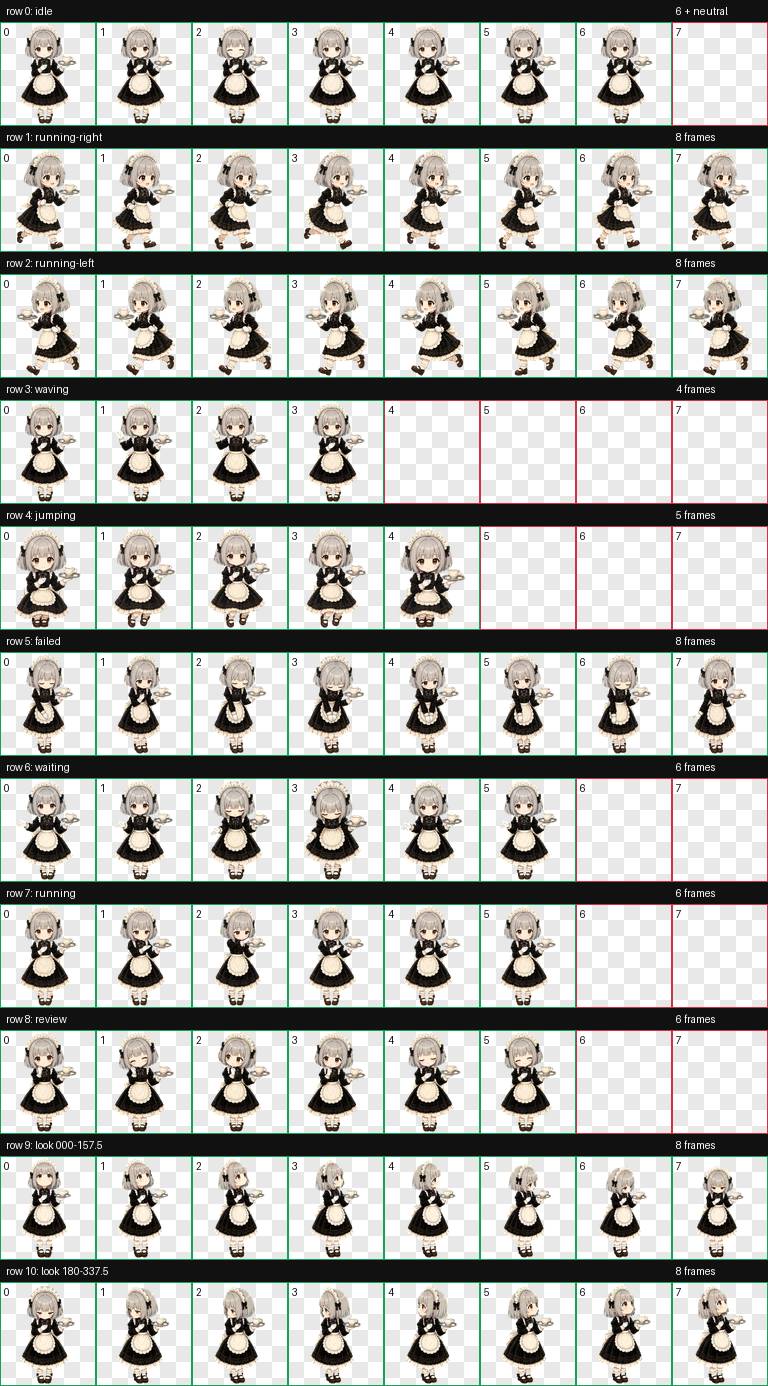 row 0: idle 6 + neutral
0 1 2 3 4 5 6 7
row 1: running-right 8 frames
0 1 2 3 4 5 6 7
row 2: running-left 8 frames
0 1 2 3 4 5 6 7
row 3: waving 4 frames
0 1 2 3 4 5 6 7
row 4: jumping 5 frames
0 1 2 3 4 5 6 7
row 5: failed 8 frames
0 1 2 3 4 5 6 7
row 6: waiting 6 frames
0 1 2 3 4 5 6 7
row 7: running 6 frames
0 1 2 3 4 5 6 7
row 8: review 6 frames
0 1 2 3 4 5 6 7
row 9: look 000-157.5 8 frames
0 1 2 3 4 5 6 7
row 10: look 180-337.5 8 frames
0 1 2 3 4 5 6 7